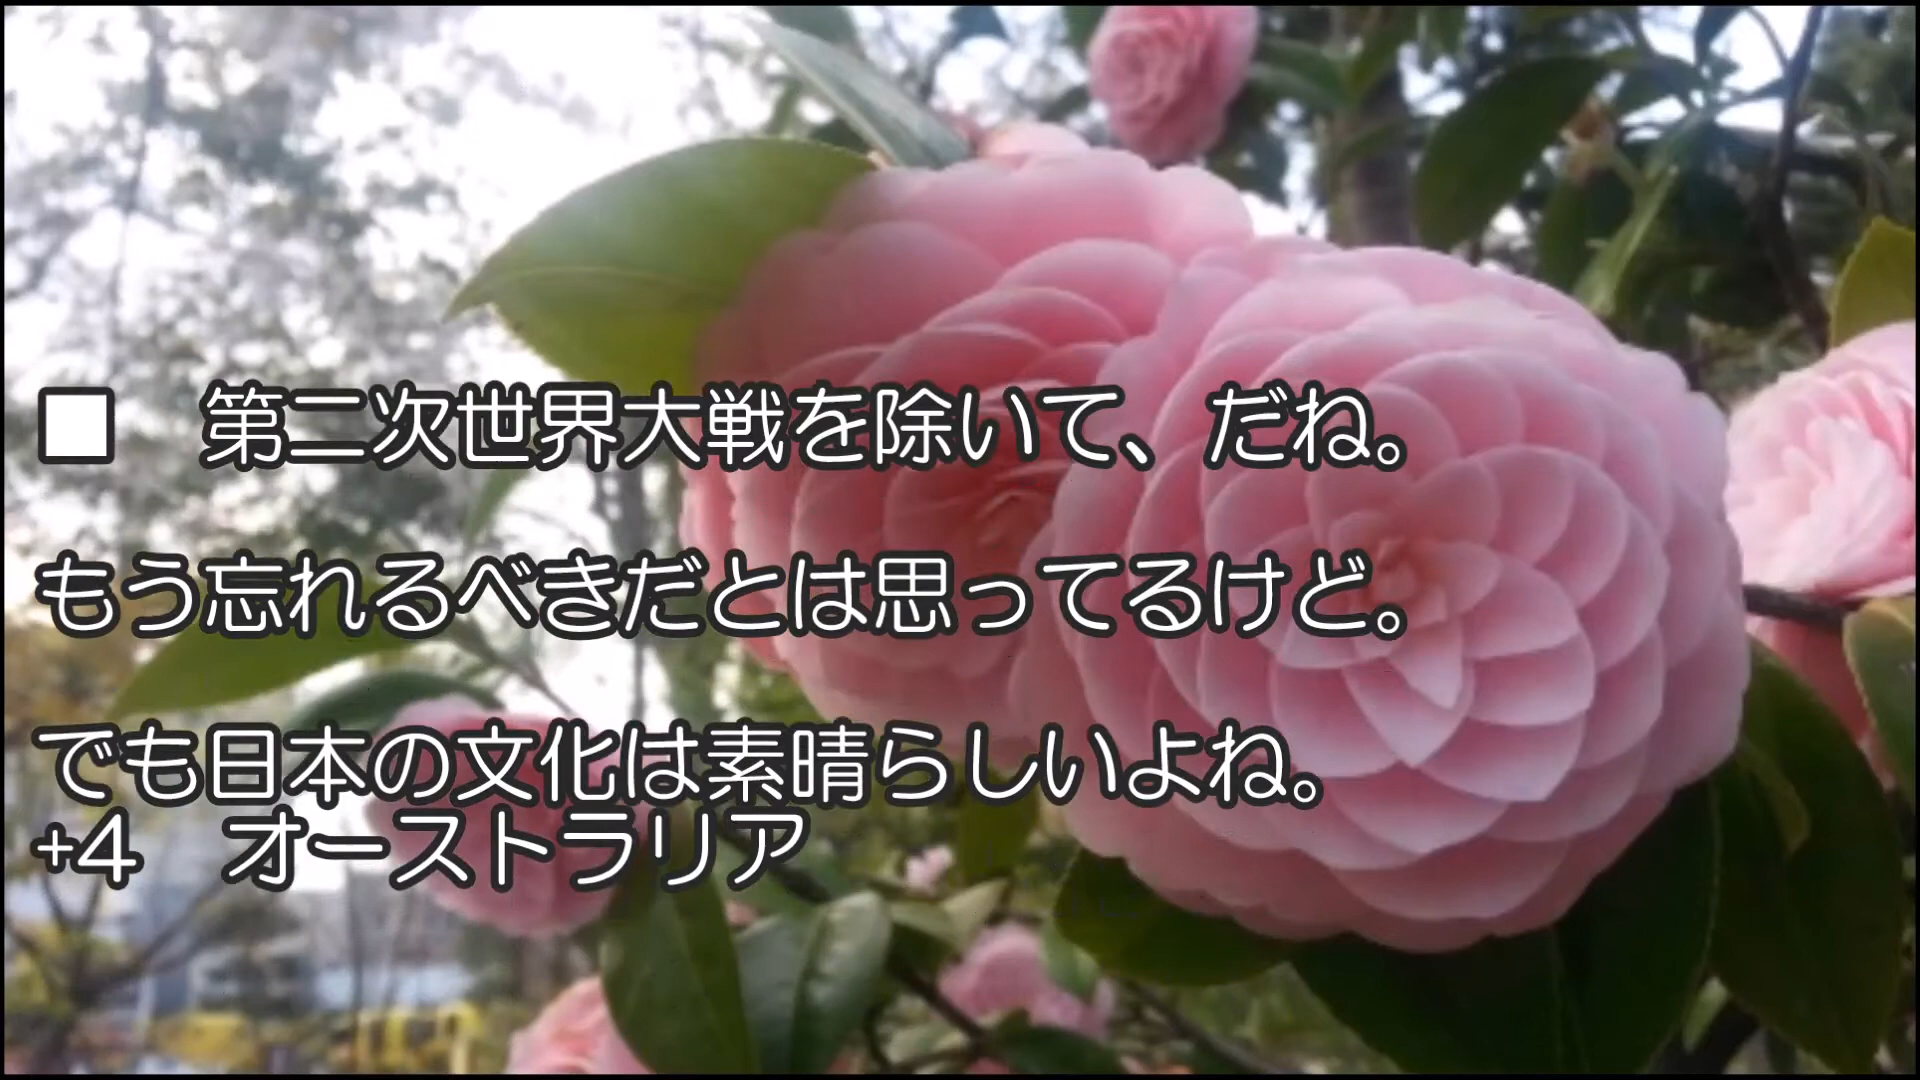 ■　第二次世界大戦を除いて、だね。
もう忘れるべきだとは思ってるけど。
でも日本の文化は素晴らしいよね。
+4　オーストラリア